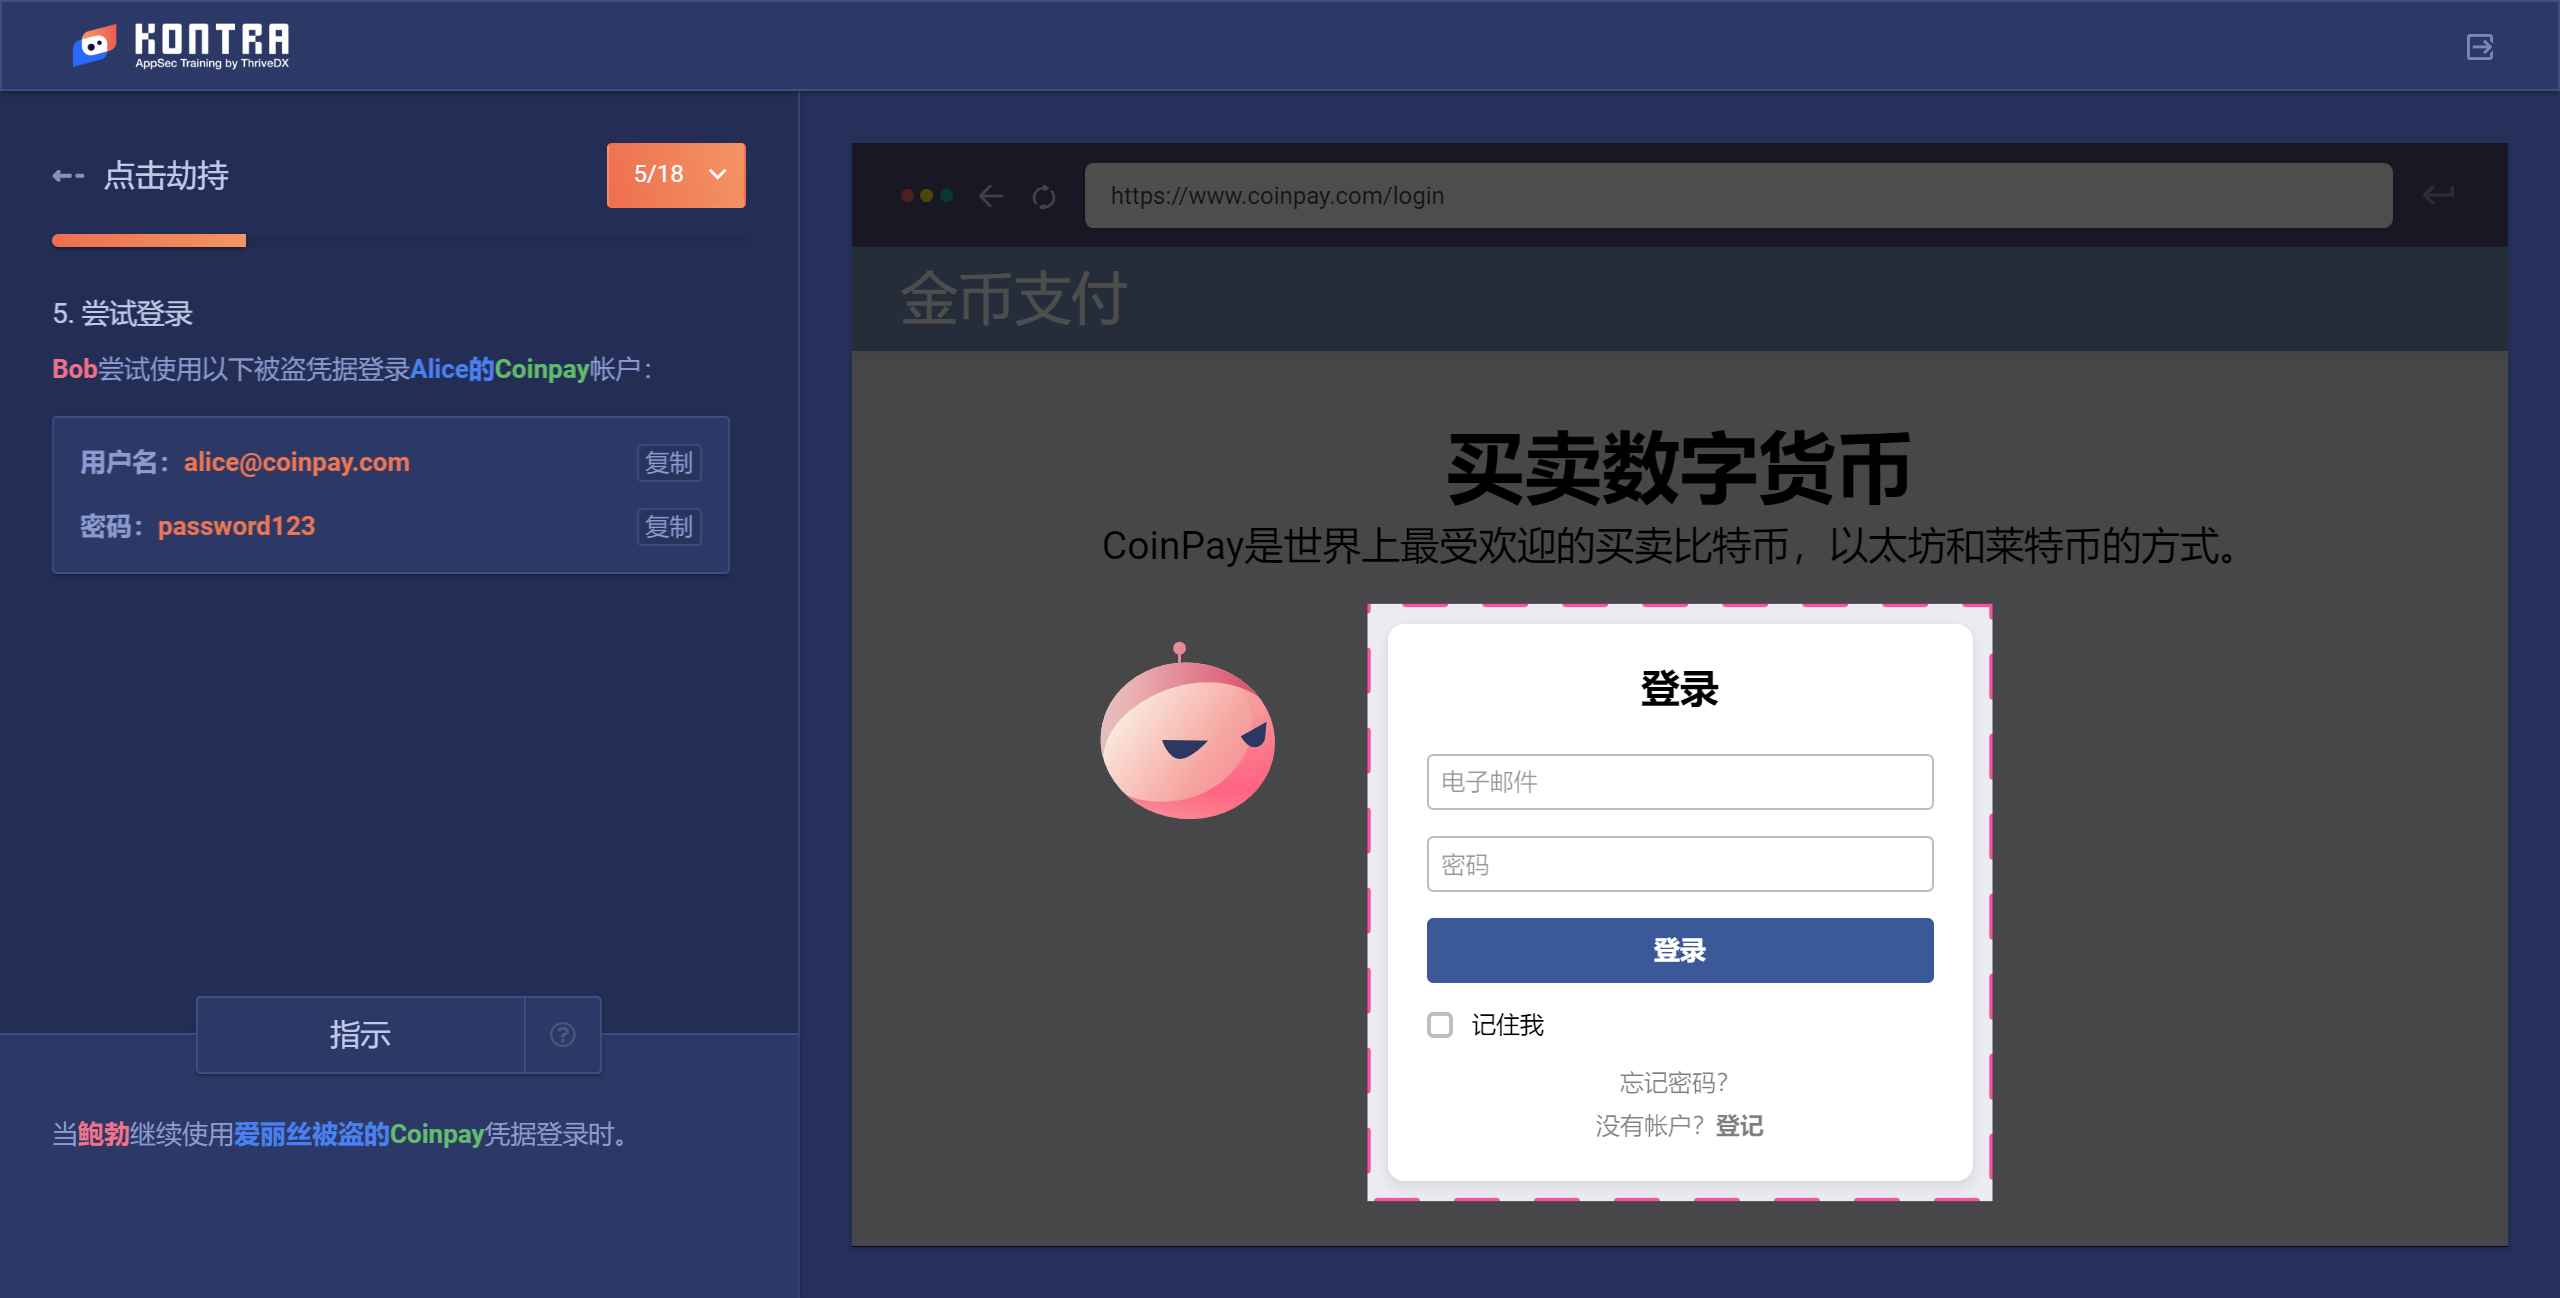 KONTRA
AppSec Training by ThriveDX
点击劫持
5/18
5. 尝试登录
Bob尝试使用以下被盗凭据登录Alice的Coinpay帐户：
用户名：alice@coinpay.com
复制
密码：password123
复制
指示
当鲍勃继续使用爱丽丝被盗的Coinpay凭据登录时。
https://www.coinpay.com/login
金币支付
买卖数字货币
CoinPay是世界上最受欢迎的买卖比特币，以太坊和莱特币的方式。
登录
电子邮件
密码
登录
记住我
忘记密码？
没有帐户？登记